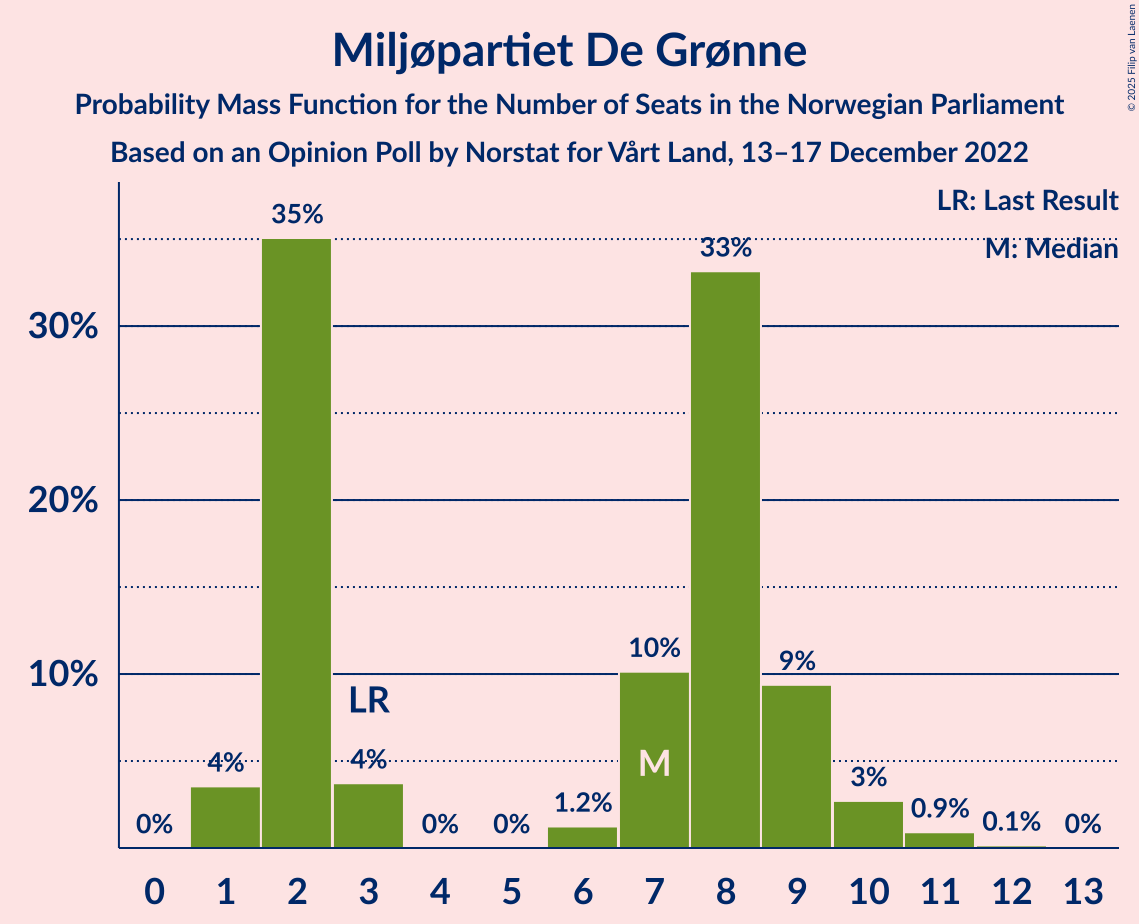 Miljøpartiet De Grønne
Probability Mass Function for the Number of Seats in the Norwegian Parliament
Based on an Opinion Poll by Norstat for Vårt Land, 13–17 December 2022
© 2025 Filip van Laenen
LR: Last Result
M: Median
35%
33%
30%
20%
10%
10%
9%
LR
4%
4%
M
3%
1.2%
0.9%
0.1%
0%
0%
0%
0%
0 1 2 3 4 5 6 7 8 9 10 11 12 13